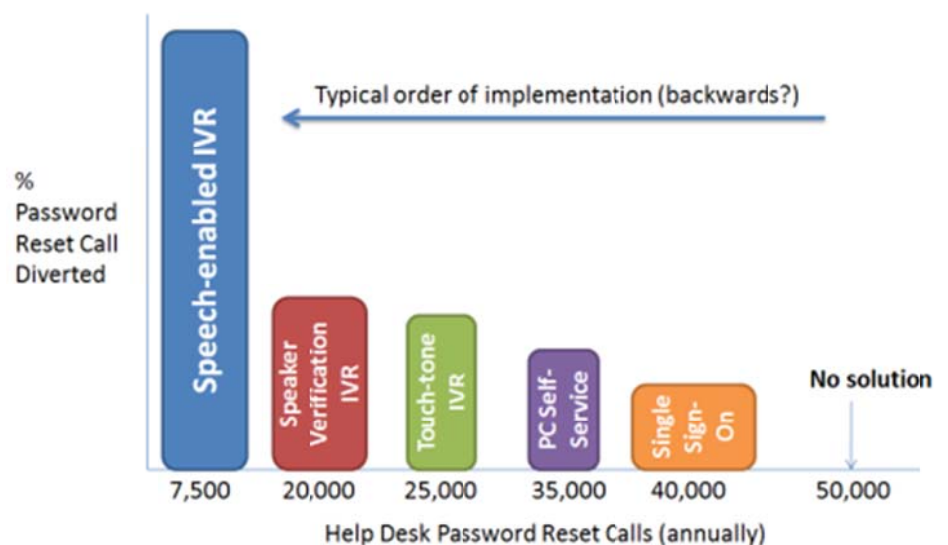 Typical order of implementation (backwards?)
%
Password
Reset Call
Diverted
Speech-enabled IVR
Speaker
Verification
IVR
Touch-tone
IVR
PC Self-
Service
Single
Sign-
On
No solution
7,500
20,000
25,000
35,000
40,000
50,000
Help Desk Password Reset Calls (annually)